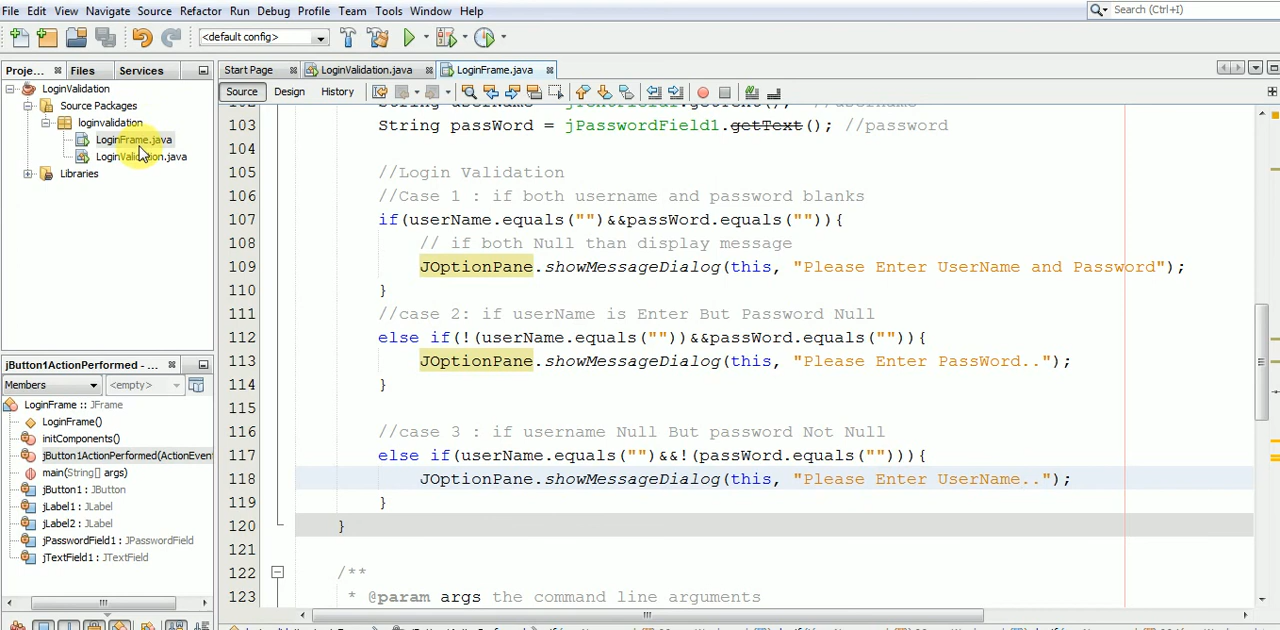 File Edit View Navigate Source Refactor Run Debug Profile Team Tools Window Help
Search (Ctrl+I)
<default config>
Proje... Files Services
Start Page LoginValidation.java LoginFrame.java
Source Design History
LoginValidation
Source Packages
loginvalidation
LoginFrame.java
LoginValidation.java
Libraries
103 String passWord = jPasswordField1.getText(); //password
104
105 //Login Validation
106 //Case 1 : if both username and password blanks
107 if(userName.equals("")&&passWord.equals("")){
108 // if both Null than display message
109 JOptionPane.showMessageDialog(this, "Please Enter UserName and Password");
110 }
111 //case 2: if userName is Enter But Password Null
112 else if(!(userName.equals(""))&&passWord.equals("")){
113 JOptionPane.showMessageDialog(this, "Please Enter PassWord..");
114 }
115
116 //case 3 : if username Null But password Not Null
117 else if(userName.equals("")&&!(passWord.equals(""))){
118 JOptionPane.showMessageDialog(this, "Please Enter UserName..");
119 }
120 }
121
122 /**
123 * @param args the command line arguments
jButton1ActionPerformed - ...
Members <empty>
LoginFrame :: JFrame
LoginFrame()
initComponents()
jButton1ActionPerformed(ActionEvent
main(String[] args)
jButton1 : JButton
jLabel1 : JLabel
jLabel2 : JLabel
jPasswordField1 : JPasswordField
jTextField1 : JTextField